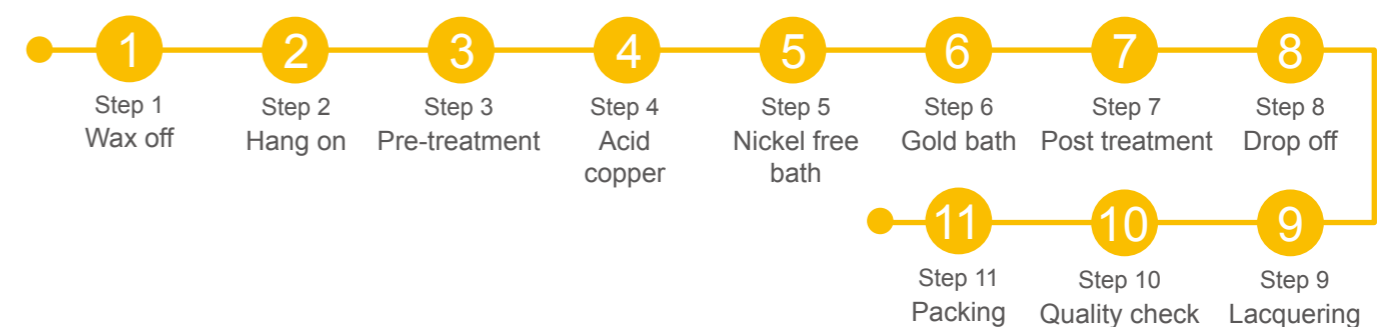 1
Step 1
Wax off
2
Step 2
Hang on
3
Step 3
Pre-treatment
4
Step 4
Acid
copper
5
Step 5
Nickel free
bath
6
Step 6
Gold bath
7
Step 7
Post treatment
8
Step 8
Drop off
9
Step 9
Lacquering
10
Step 10
Quality check
11
Step 11
Packing